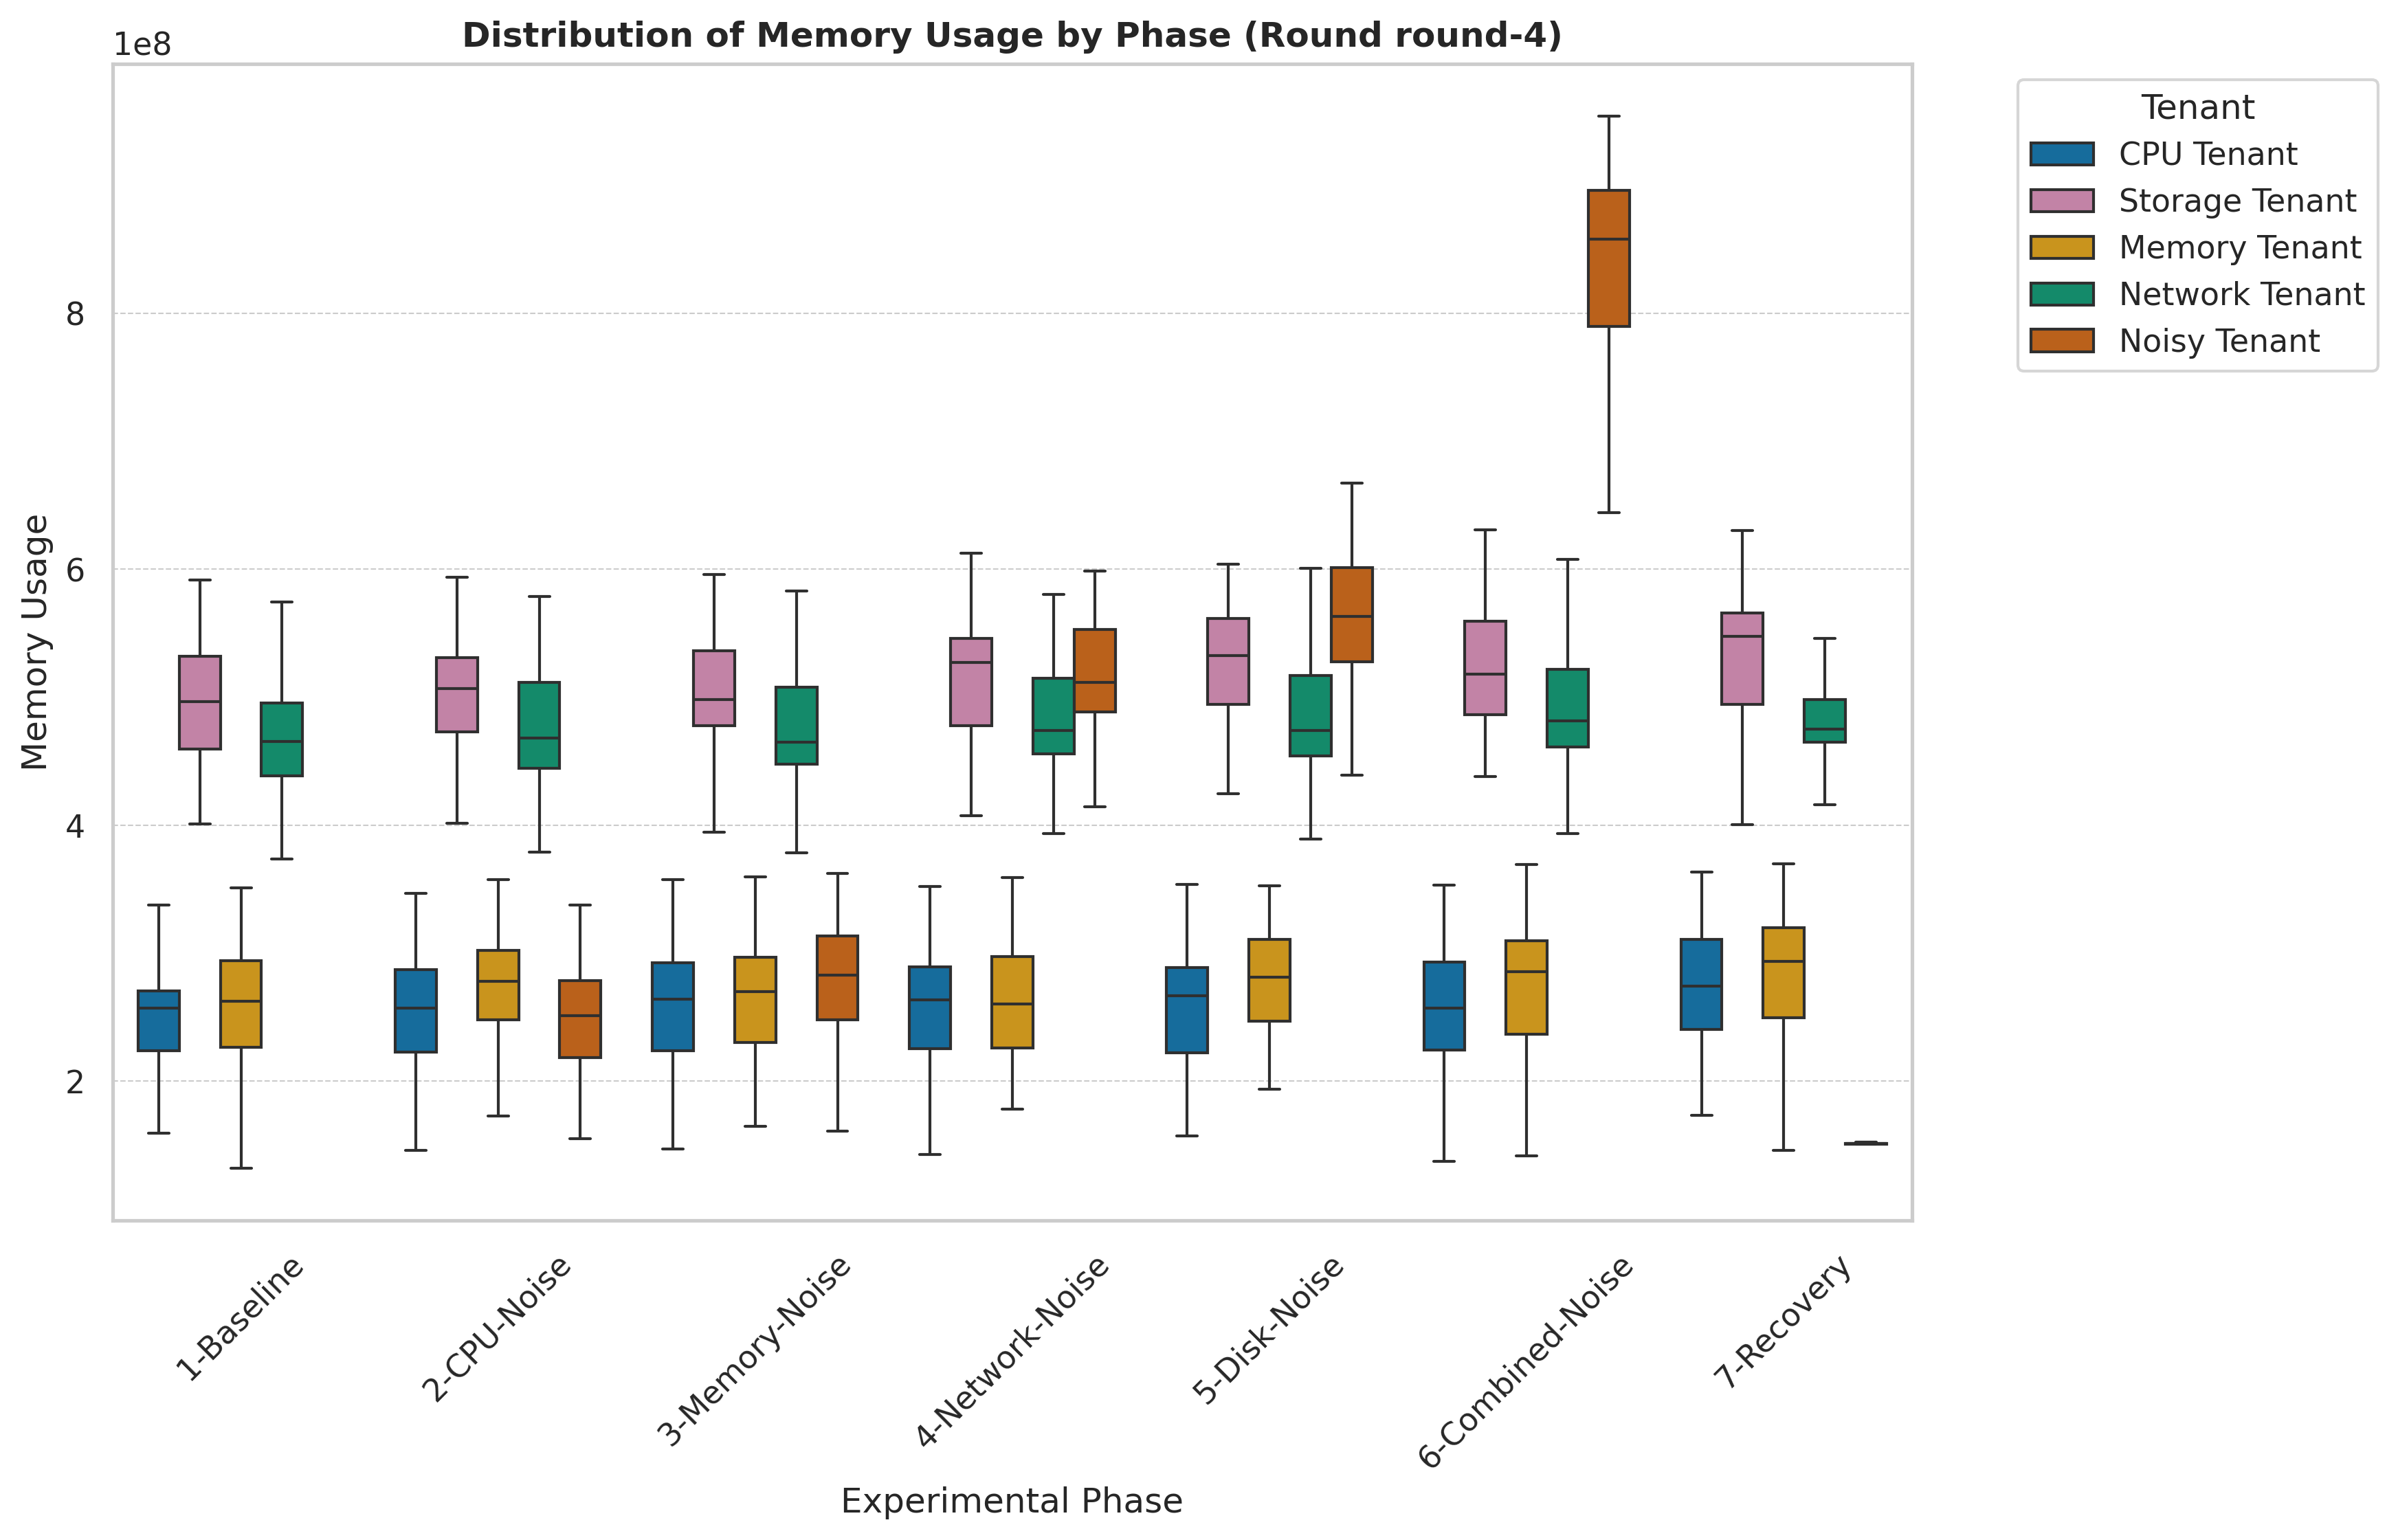 Distribution of Memory Usage by Phase (Round round-4)
1e8
8
6
4
2
Memory Usage
1-Baseline
2-CPU-Noise
3-Memory-Noise
4-Network-Noise
5-Disk-Noise
6-Combined-Noise
7-Recovery
Experimental Phase
Tenant
CPU Tenant
Storage Tenant
Memory Tenant
Network Tenant
Noisy Tenant